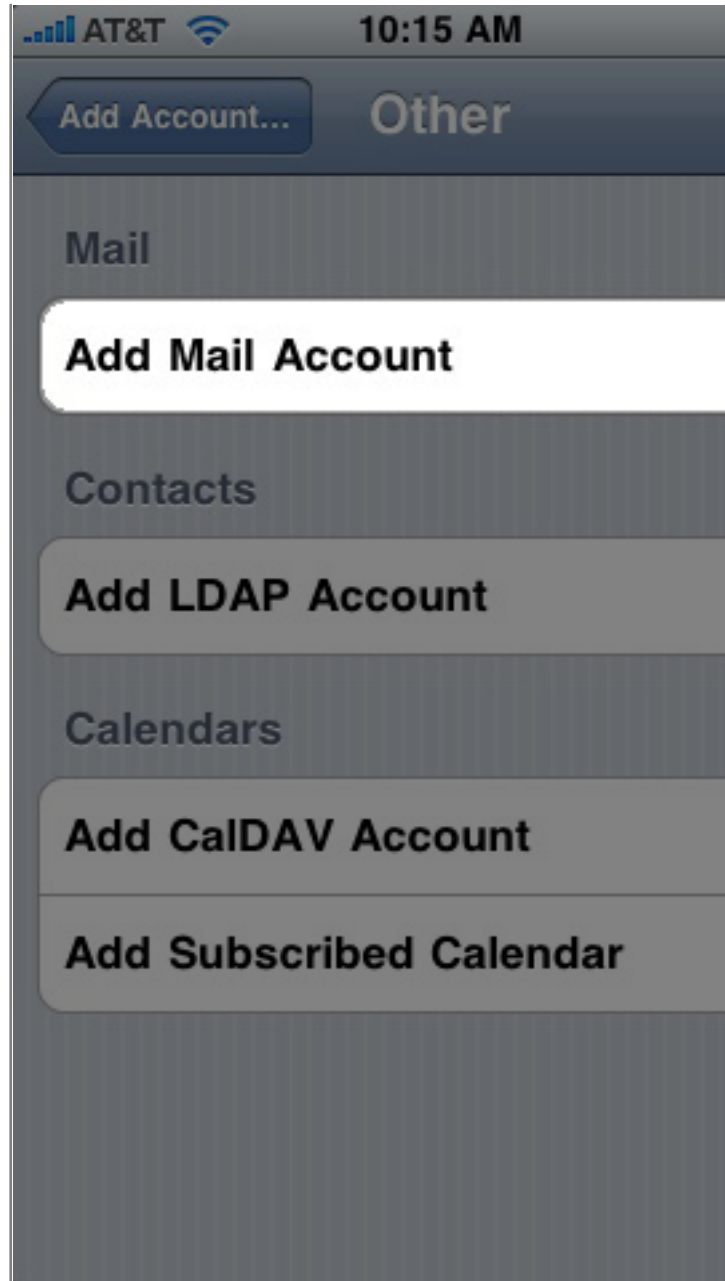 AT&T 10:15 AM
Add Account... Other
Mail
Add Mail Account
Contacts
Add LDAP Account
Calendars
Add CalDAV Account
Add Subscribed Calendar